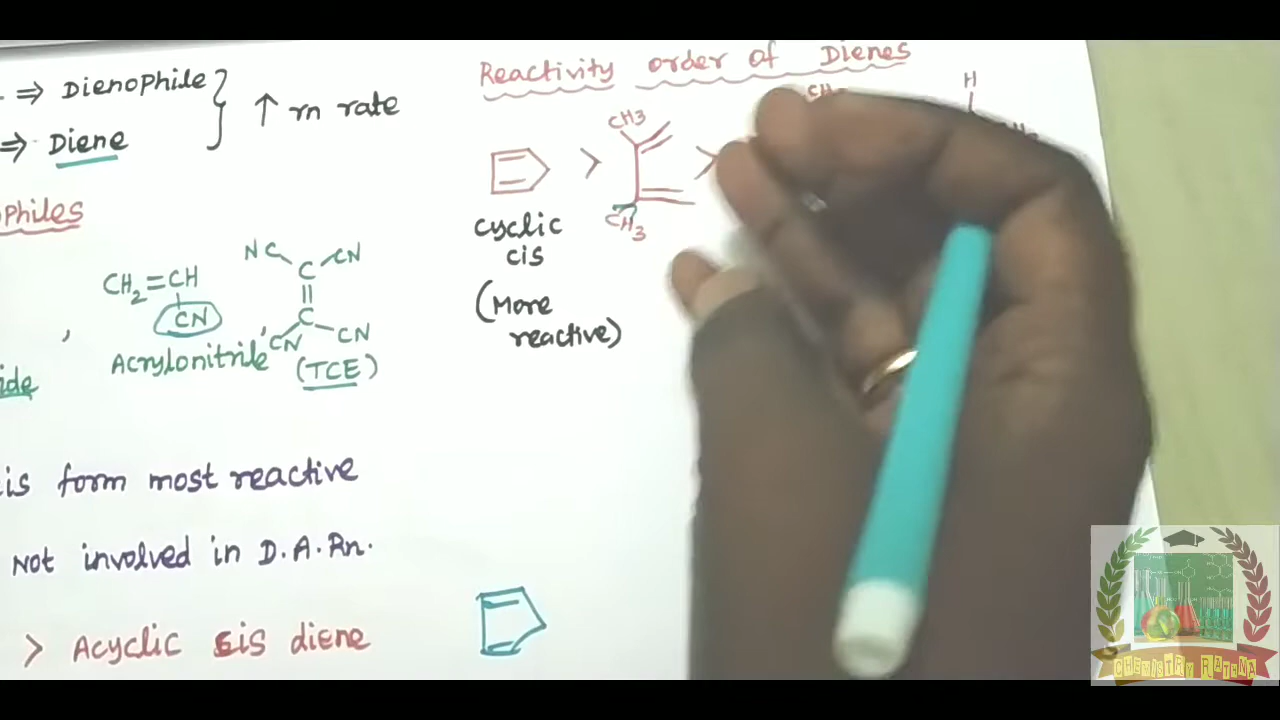 ⇒ Dienophile
⇒ Diene
↑ rn rate
philes
CH2=CH
CN
Acrylonitrile
,
NC CN
C
||
C
CN CN
(TCE)
ide
is form most reactive
Not involved in D.A.Rn.
> Acyclic cis diene
Reactivity order of Dienes
CH3
> >
CH3
cyclic
cis
(More
reactive)
H
CHEMISTRY RATHNA